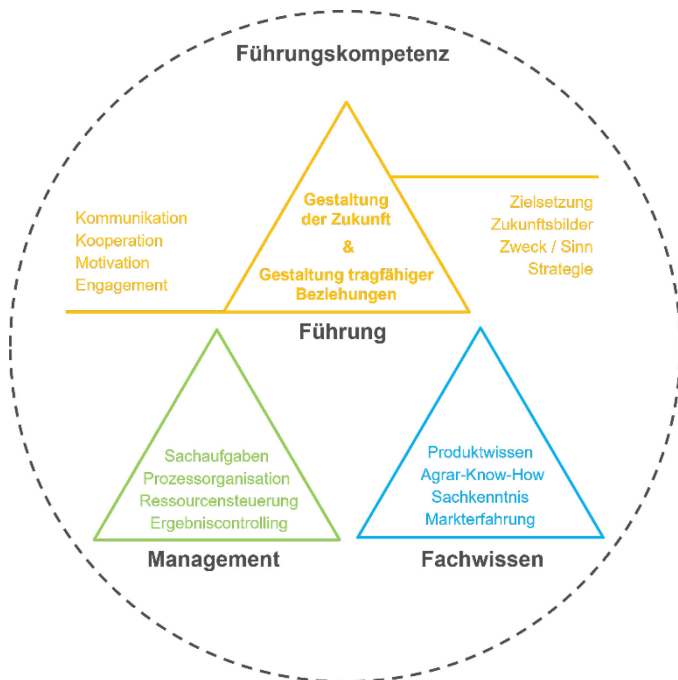 Führungskompetenz
Gestaltung
der Zukunft
&
Gestaltung tragfähiger
Beziehungen
Kommunikation
Kooperation
Motivation
Engagement
Zielsetzung
Zukunftsbilder
Zweck / Sinn
Strategie
Führung
Sachaufgaben
Prozessorganisation
Ressourcensteuerung
Ergebniscontrolling
Management
Produktwissen
Agrar-Know-How
Sachkenntnis
Markterfahrung
Fachwissen